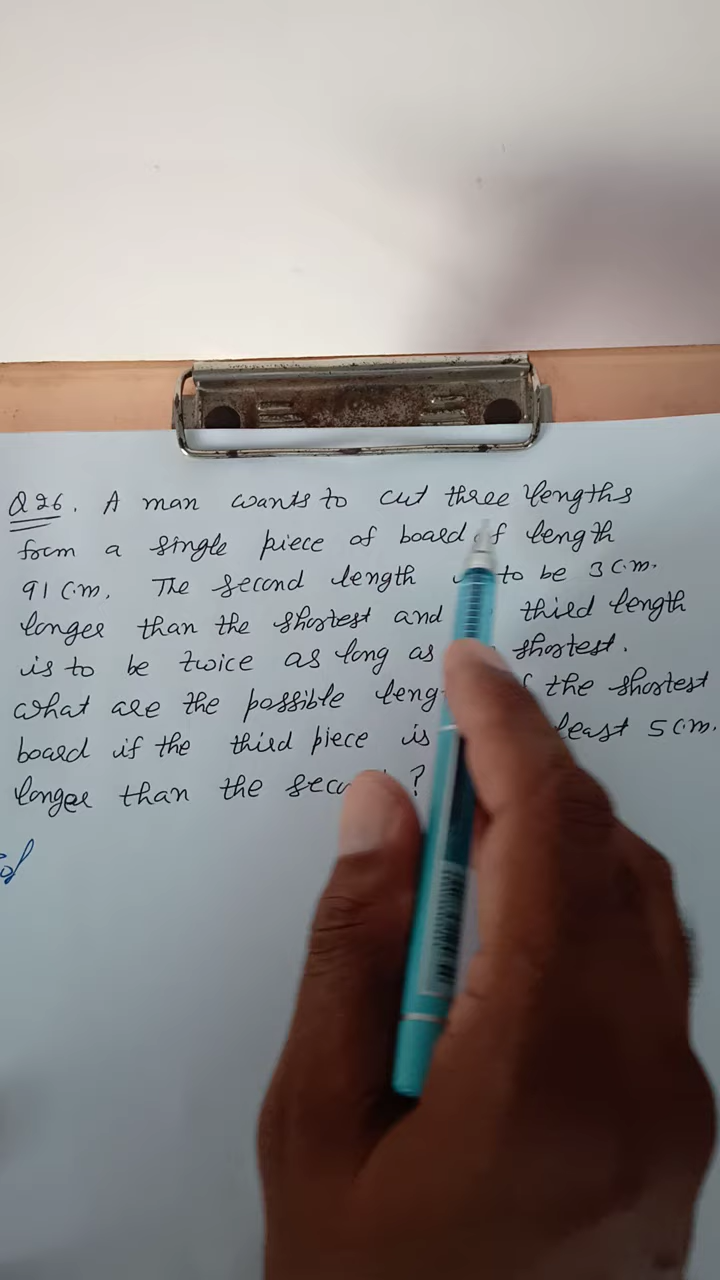 Q26. A man wants to cut three lengths
from a single piece of board of length
91 cm. The second length to be 3 cm.
longer than the shortest and third length
is to be twice as long as shortest.
what are the possible the shortest
board if the third piece is least 5 cm.
longer than the ?
Sol